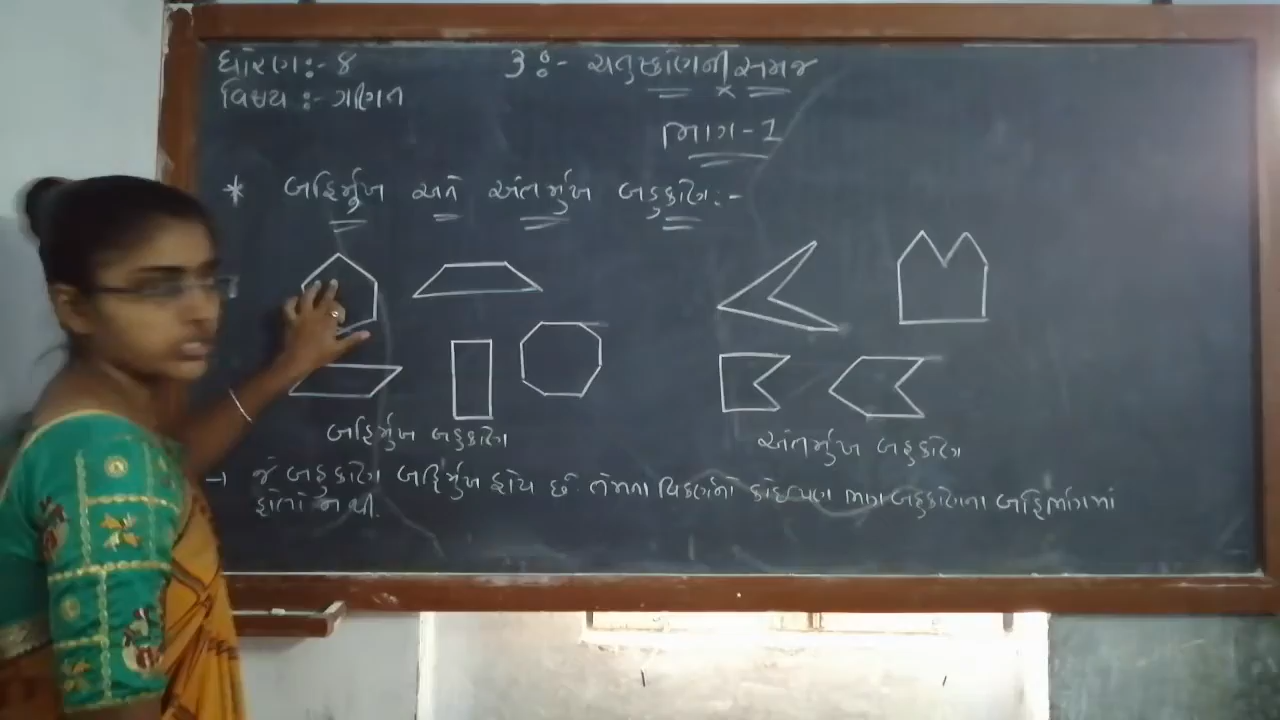 ધોરણ:- ૪
3 :- ચતુષ્કોણની સમજ
વિષય :- ગણિત
ભાગ-1
* બહિર્મુખ અને અંતર્મુખ બહુકોણ:-
બહિર્મુખ બહુકોણ
અંતર્મુખ બહુકોણ
→ જે બહુકોણ બહિર્મુખ હોય છે. તેમના વિકર્ણનો કોઈપણ ભાગ બહુકોણના બહિર્ભાગમાં
હોતો નથી.